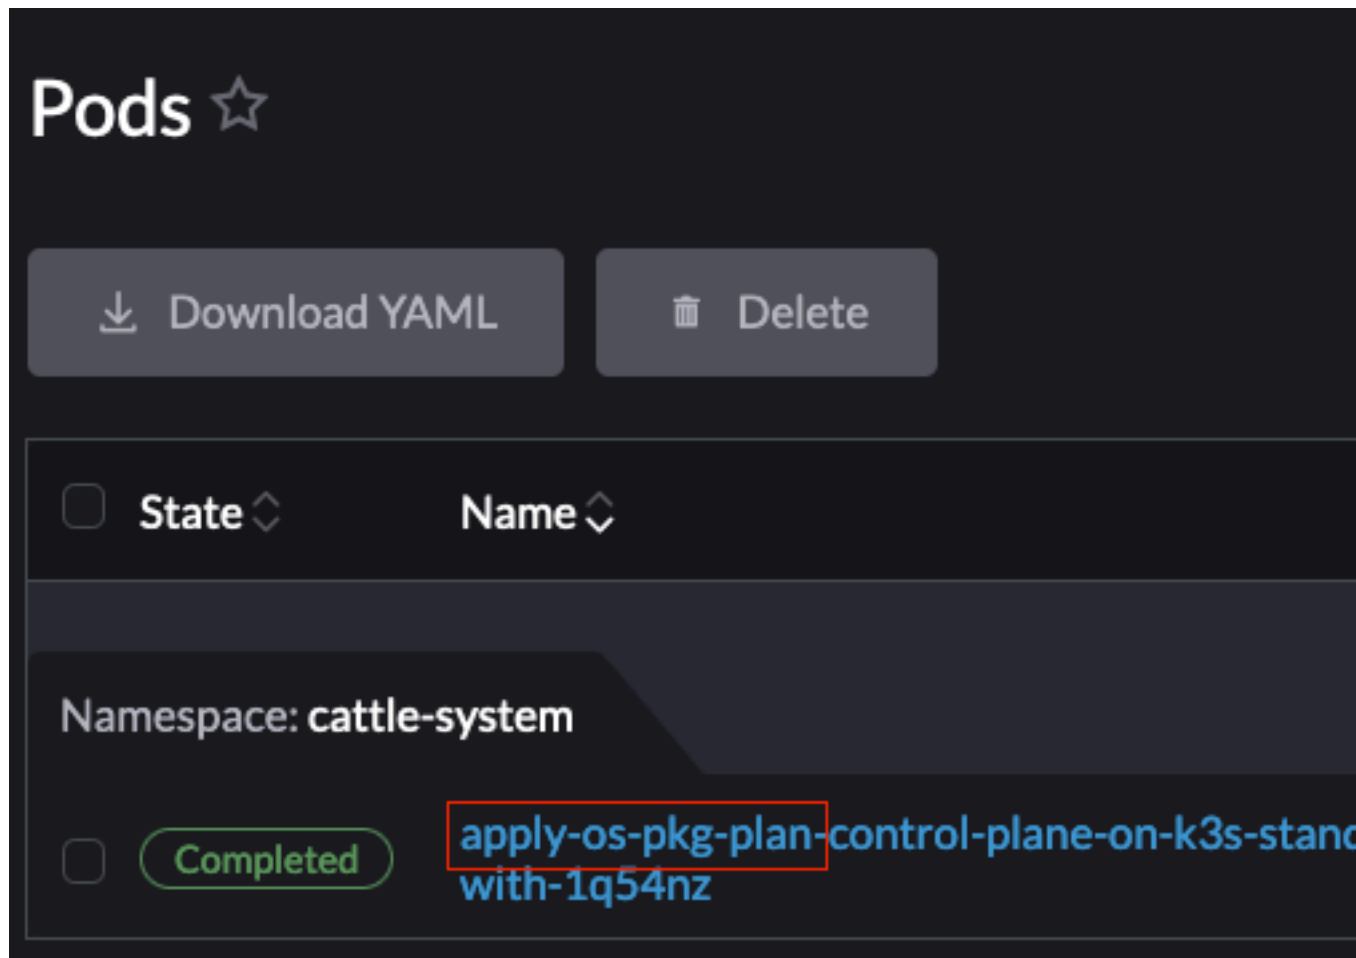 Pods
Download YAML
Delete
State
Name
Namespace: cattle-system
Completed
apply-os-pkg-plan-control-plane-on-k3s-stand
with-1q54nz